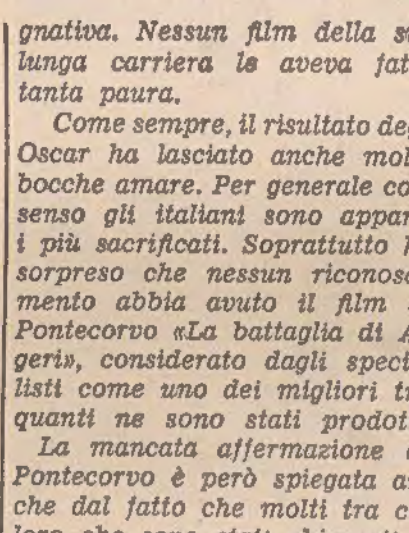 gnativa. Nessun film della s
lunga carriera le aveva fat
tanta paura.
Come sempre, il risultato de
Oscar ha lasciato anche mol
bocche amare. Per generale co
senso gli italiani sono appar
i più sacrificati. Soprattutto
sorpreso che nessun riconosc
mento abbia avuto il film
Pontecorvo «La battaglia di A
geri», considerato dagli speci
listi come uno dei migliori t
quanti ne sono stati prodot
La mancata affermazione
Pontecorvo è però spiegata a
che dal fatto che molti tra c